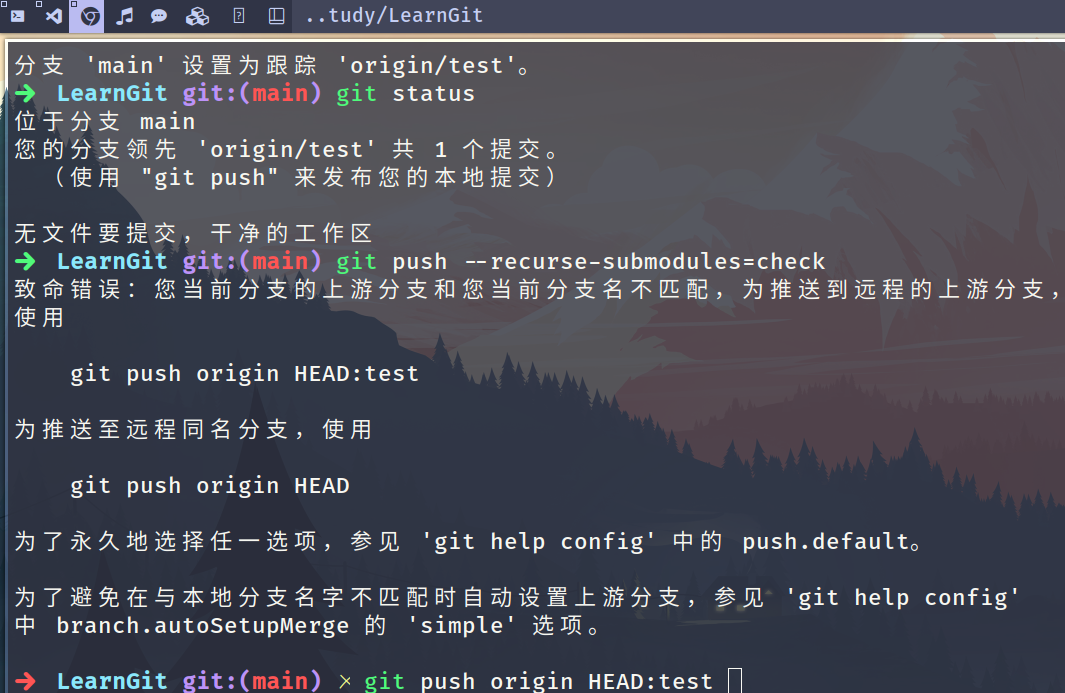 ..tudy/LearnGit
分支 'main' 设置为跟踪 'origin/test'。
➜ LearnGit git:(main) git status
位于分支 main
您的分支领先 'origin/test' 共 1 个提交。
（使用 "git push" 来发布您的本地提交）
无文件要提交，干净的工作区
➜ LearnGit git:(main) git push --recurse-submodules=check
致命错误：您当前分支的上游分支和您当前分支名不匹配，为推送到远程的上游分支，
使用
git push origin HEAD:test
为推送至远程同名分支，使用
git push origin HEAD
为了永久地选择任一选项，参见 'git help config' 中的 push.default。
为了避免在与本地分支名字不匹配时自动设置上游分支，参见 'git help config'
中 branch.autoSetupMerge 的 'simple' 选项。
➜ LearnGit git:(main) × git push origin HEAD:test